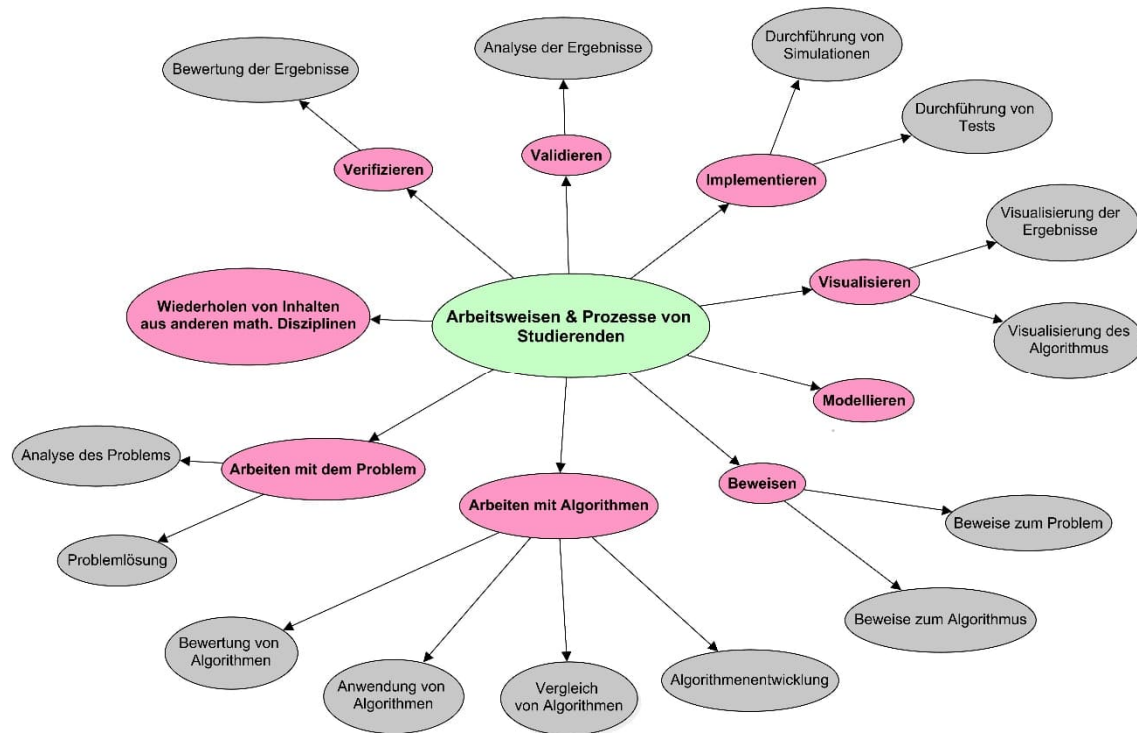 Durchführung von
Simulationen
Analyse der Ergebnisse
Bewertung der Ergebnisse
Durchführung von
Tests
Validieren
Verifizieren
Implementieren
Visualisierung der
Ergebnisse
Visualisieren
Wiederholen von Inhalten
aus anderen math. Disziplinen
Arbeitsweisen & Prozesse von
Studierenden
Visualisierung des
Algorithmus
Modellieren
Analyse des Problems
Arbeiten mit dem Problem
Beweisen
Arbeiten mit Algorithmen
Beweise zum Problem
Problemlösung
Beweise zum Algorithmus
Bewertung von
Algorithmen
Anwendung von
Algorithmen
Vergleich
von Algorithmen
Algorithmenentwicklung